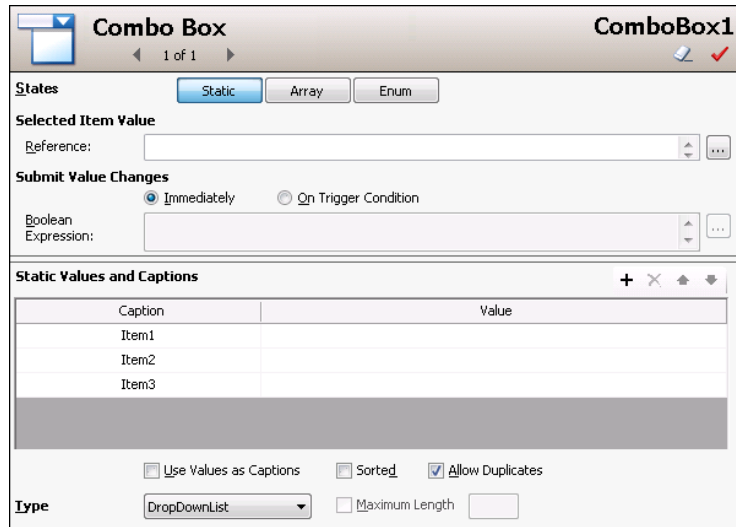 Combo Box
ComboBox1
1 of 1
States
Static
Array
Enum
Selected Item Value
Reference:
...
Submit Value Changes
Immediately
On Trigger Condition
Boolean
Expression:
...
Static Values and Captions
Caption
Value
Item1
Item2
Item3
Use Values as Captions
Sorted
Allow Duplicates
Type
DropDownList
Maximum Length